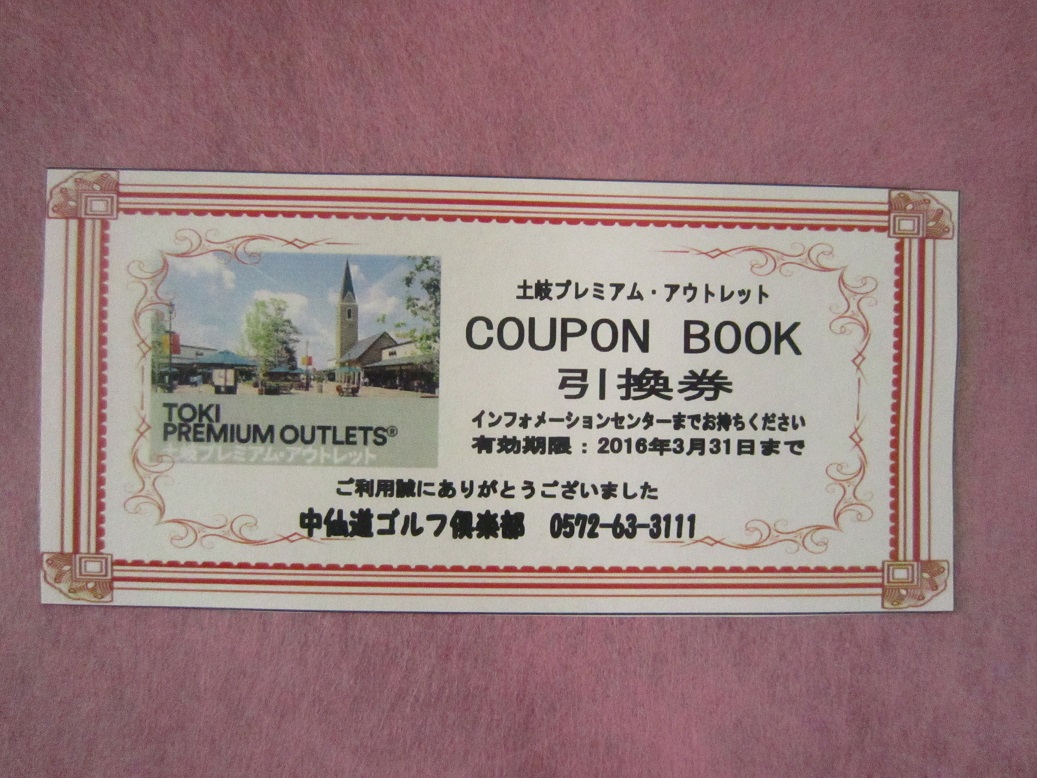 TOKI
PREMIUM OUTLETS®
土岐プレミアム・アウトレット
土岐プレミアム・アウトレット
COUPON BOOK
引換券
インフォメーションセンターまでお持ちください
有効期限：2016年3月31日まで
ご利用誠にありがとうございました
中仙道ゴルフ倶楽部 0572-63-3111